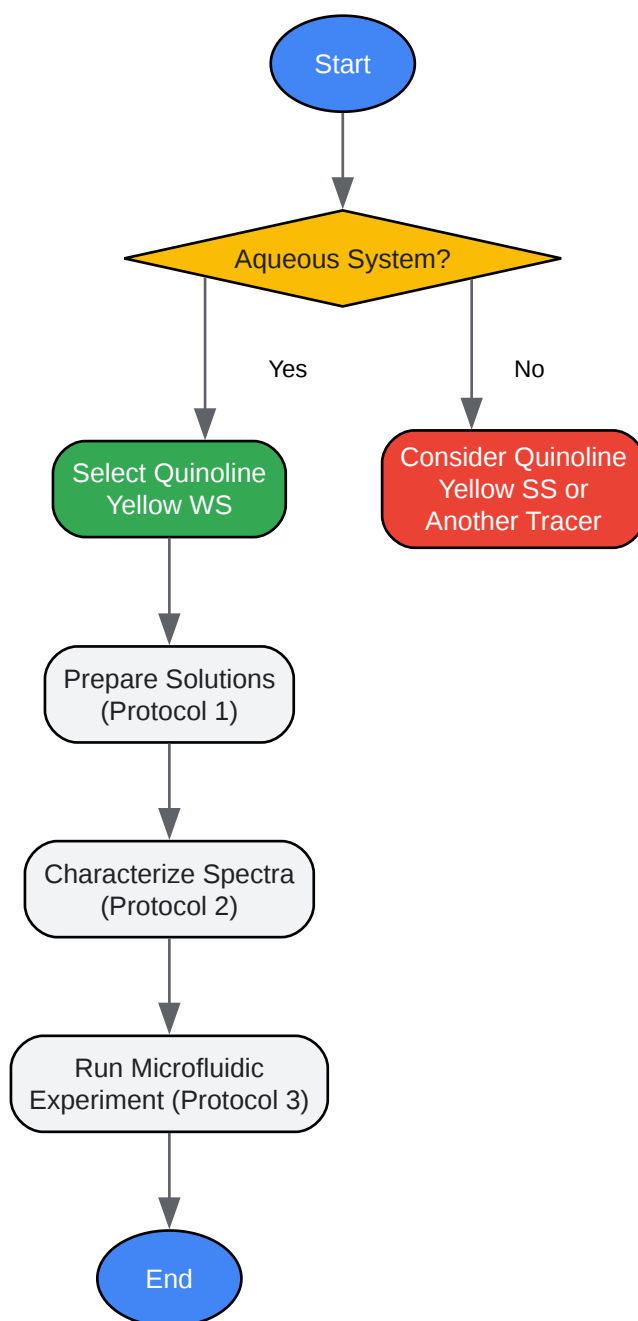 Start
Aqueous System?
Yes
No
Select Quinoline
Yellow WS
Consider Quinoline
Yellow SS or
Another Tracer
Prepare Solutions
(Protocol 1)
Characterize Spectra
(Protocol 2)
Run Microfluidic
Experiment (Protocol 3)
End